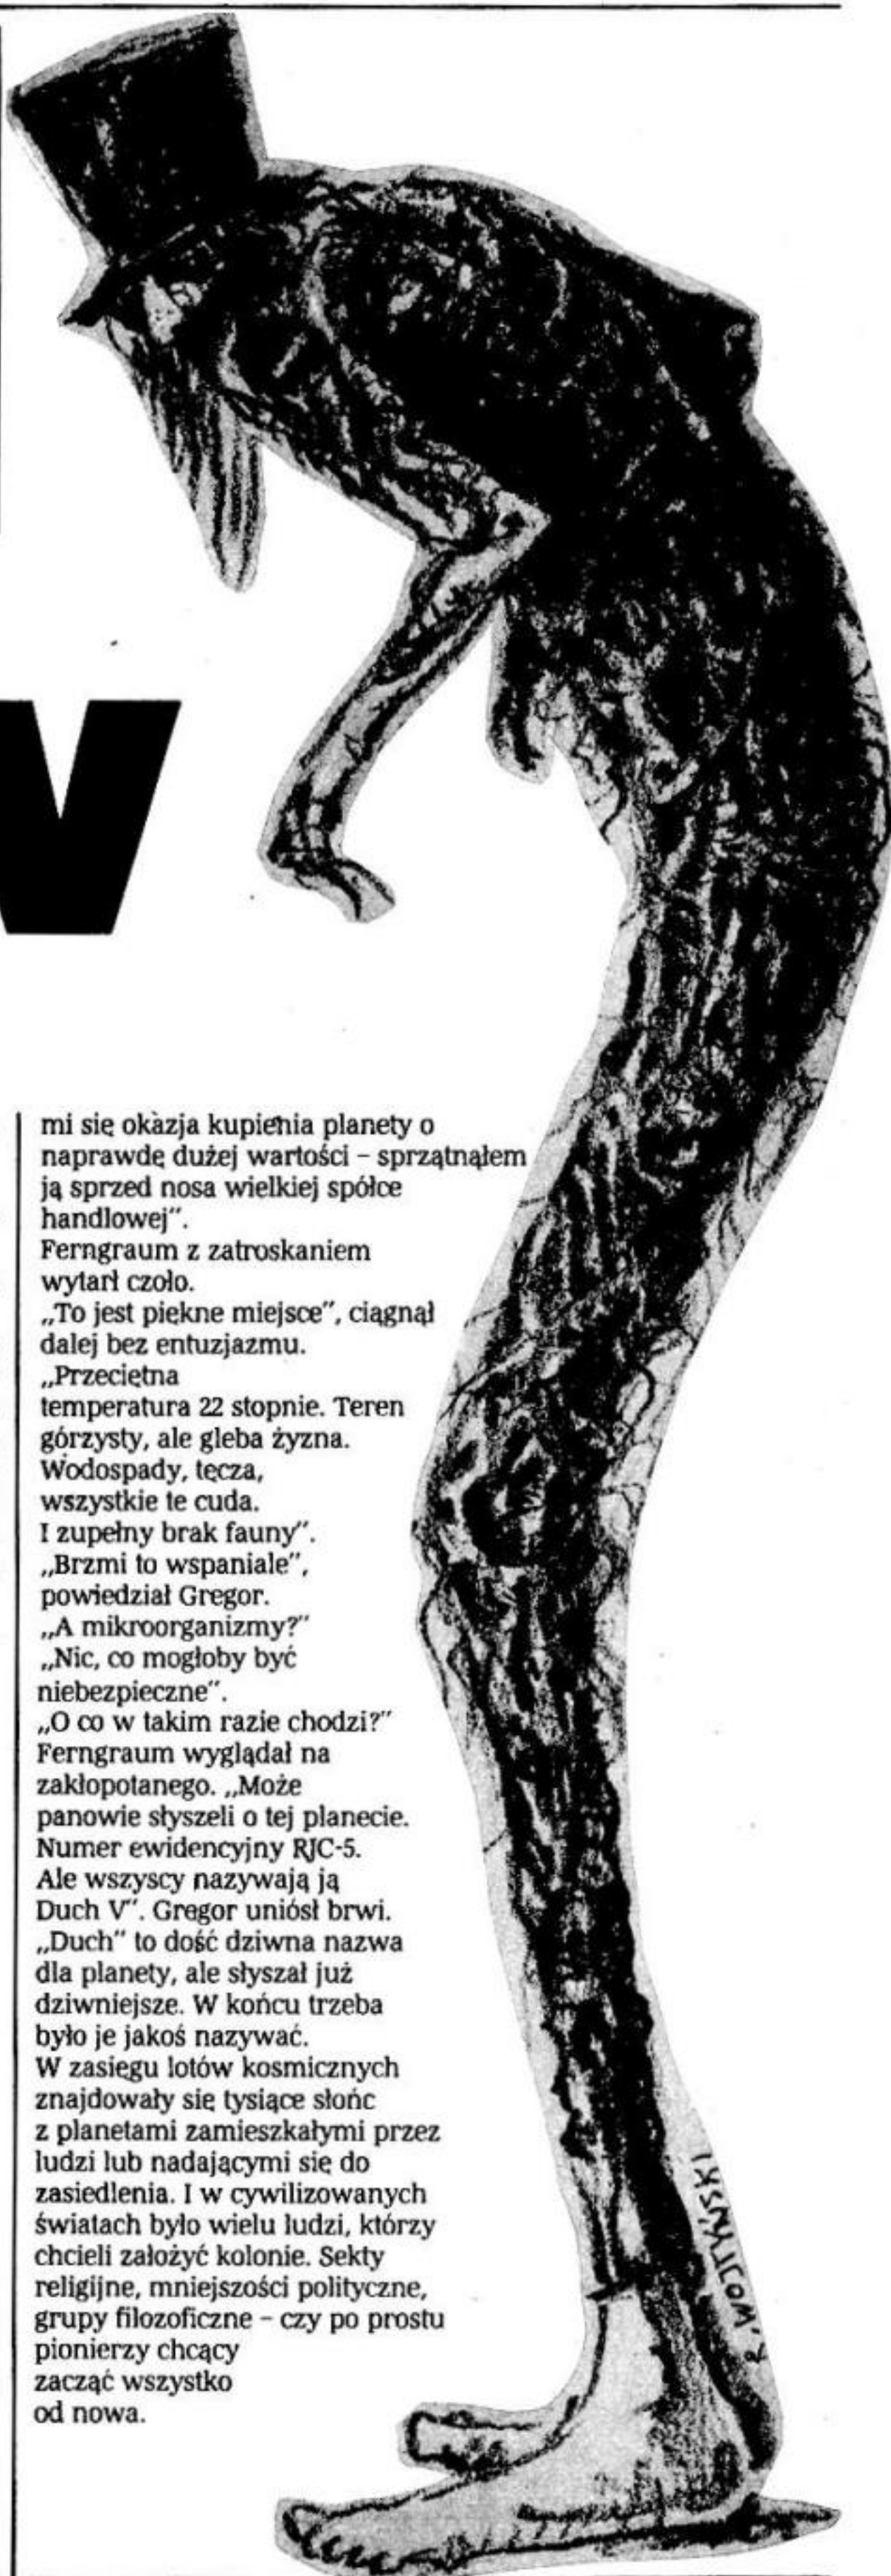 V
mi się okazja kupienia planety o
naprawdę dużej wartości – sprzątnąłem
ją sprzed nosa wielkiej spółce
handlowej”.
Ferngraum z zatroskaniem
wytarł czoło.
„To jest piękne miejsce”, ciągnął
dalej bez entuzjazmu.
„Przeciętna
temperatura 22 stopnie. Teren
górzysty, ale gleba żyzna.
Wodospady, tęcza,
wszystkie te cuda.
I zupełny brak fauny”.
„Brzmi to wspaniale”,
powiedział Gregor.
„A mikroorganizmy?”
„Nic, co mogłoby być
niebezpieczne”.
„O co w takim razie chodzi?”
Ferngraum wyglądał na
zakłopotanego. „Może
panowie słyszeli o tej planecie.
Numer ewidencyjny RJC-5.
Ale wszyscy nazywają ją
Duch V”. Gregor uniósł brwi.
„Duch” to dość dziwna nazwa
dla planety, ale słyszał już
dziwniejsze. W końcu trzeba
było je jakoś nazywać.
W zasięgu lotów kosmicznych
znajdowały się tysiące słońc
z planetami zamieszkałymi przez
ludzi lub nadającymi się do
zasiedlenia. I w cywilizowanych
światach było wielu ludzi, którzy
chcieli założyć kolonie. Sekty
religijne, mniejszości polityczne,
grupy filozoficzne – czy po prostu
pionierzy chcący
zacząć wszystko
od nowa.
R. WOJTYŃSKI